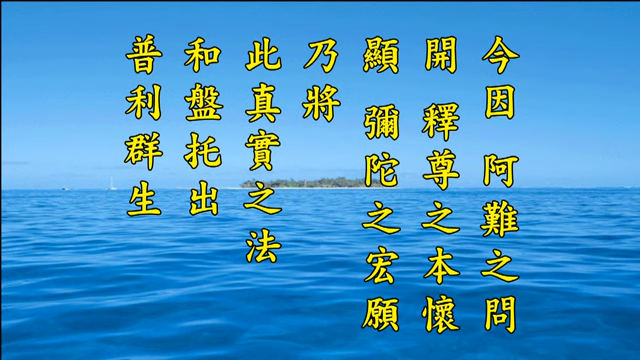 今因 阿難之問
開 釋尊之本懷
顯 彌陀之宏願
乃將
此真實之法
和盤托出
普利群生